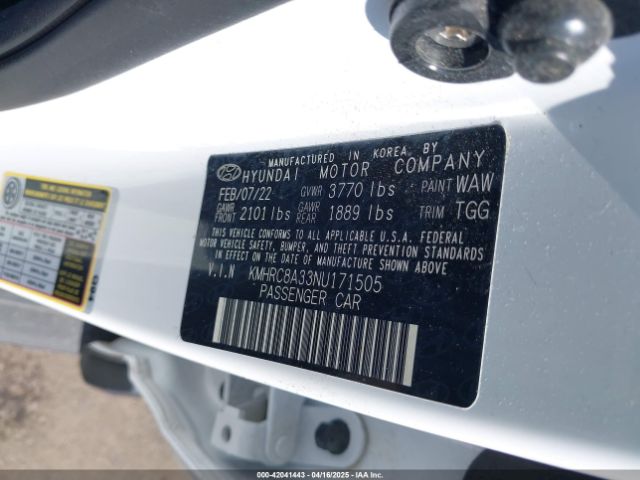 MANUFACTURED IN KOREA BY
HYUNDAI MOTOR COMPANY
FEB/07/22 GVWR 3770 lbs PAINT WAW
GAWR FRONT 2101 lbs GAWR REAR 1889 lbs TRIM TGG
THIS VEHICLE CONFORMS TO ALL APPLICABLE U.S.A. FEDERAL
MOTOR VEHICLE SAFETY, BUMPER, AND THEFT PREVENTION STANDARDS
IN EFFECT ON THE DATE OF MANUFACTURE SHOWN ABOVE.
V.I.N KMHRC8A33NU171505
PASSENGER CAR
000-42041443 - 04/16/2025 - IAAI.COM